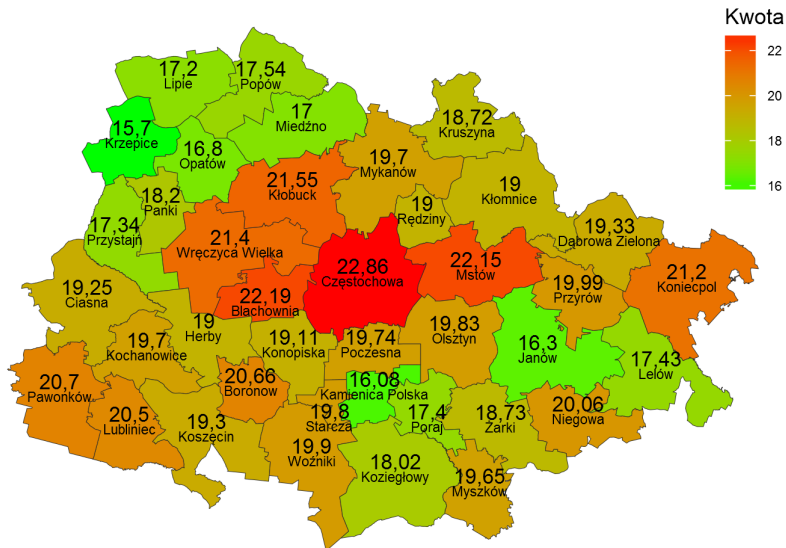 Kwota
22
20
18
16
17,2
Lipie
17,54
Popów
17
Miedźno
15,7
Krzepice
16,8
Opatów
18,72
Kruszyna
19,7
Mykanów
21,55
Kłobuck
19
Kłomnice
18,2
Panki
19
Rędziny
17,34
Przystajń
21,4
Wręczyca Wielka
19,33
Dąbrowa Zielona
22,86
Częstochowa
22,15
Mstów
21,2
Koniecpol
19,99
Przyrów
19,25
Ciasna
22,19
Blachownia
19
Herby
19,83
Olsztyn
19,7
Kochanowice
19,11
Konopiska
19,74
Poczesna
16,3
Janów
17,43
Lelów
20,7
Pawonków
20,66
Boronow
16,08
Kamienica Polska
20,5
Lubliniec
19,3
Koszęcin
19,8
Starcza
17,4
Poraj
18,73
Żarki
20,06
Niegowa
19,9
Woźniki
18,02
Koziegłowy
19,65
Myszków